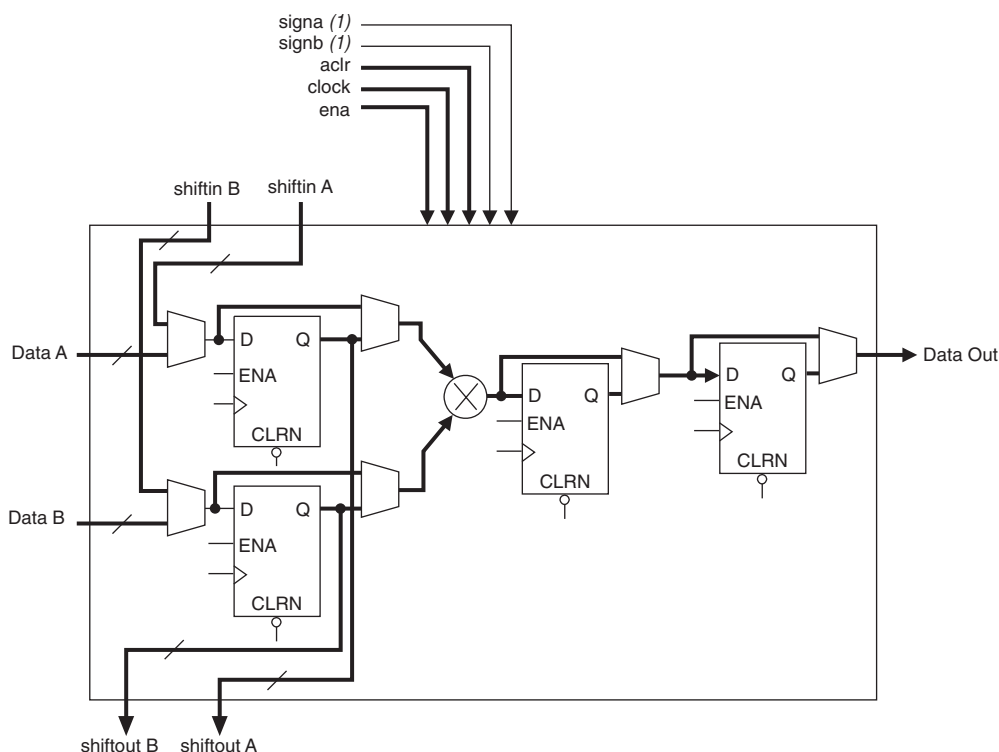 signa (1)
signb (1)
aclr
clock
ena
shiftin B
shiftin A
Data A
D Q
ENA
CLRN
Data B
D Q
ENA
CLRN
D Q
ENA
CLRN
D Q
ENA
CLRN
Data Out
shiftout B
shiftout A